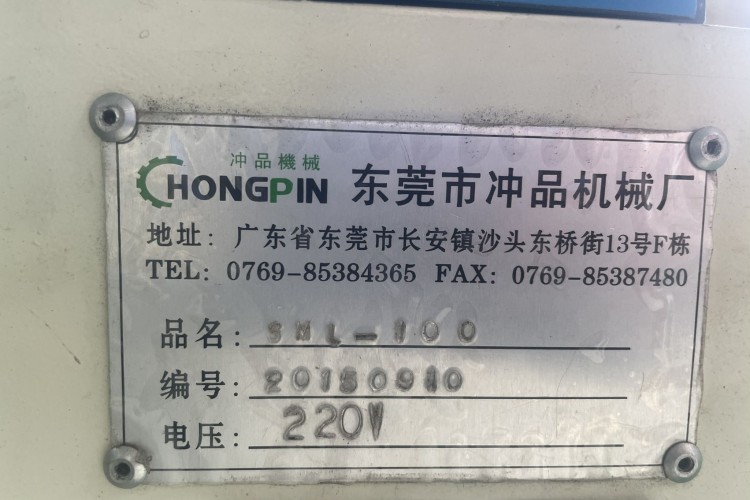 冲品機械
CHONGPIN 东莞市冲品机械厂
地址：广东省东莞市长安镇沙头东桥街13号F栋
TEL: 0769-85384365 FAX: 0769-85387480
品名: SML-100
编号: 20150910
电压: 220V